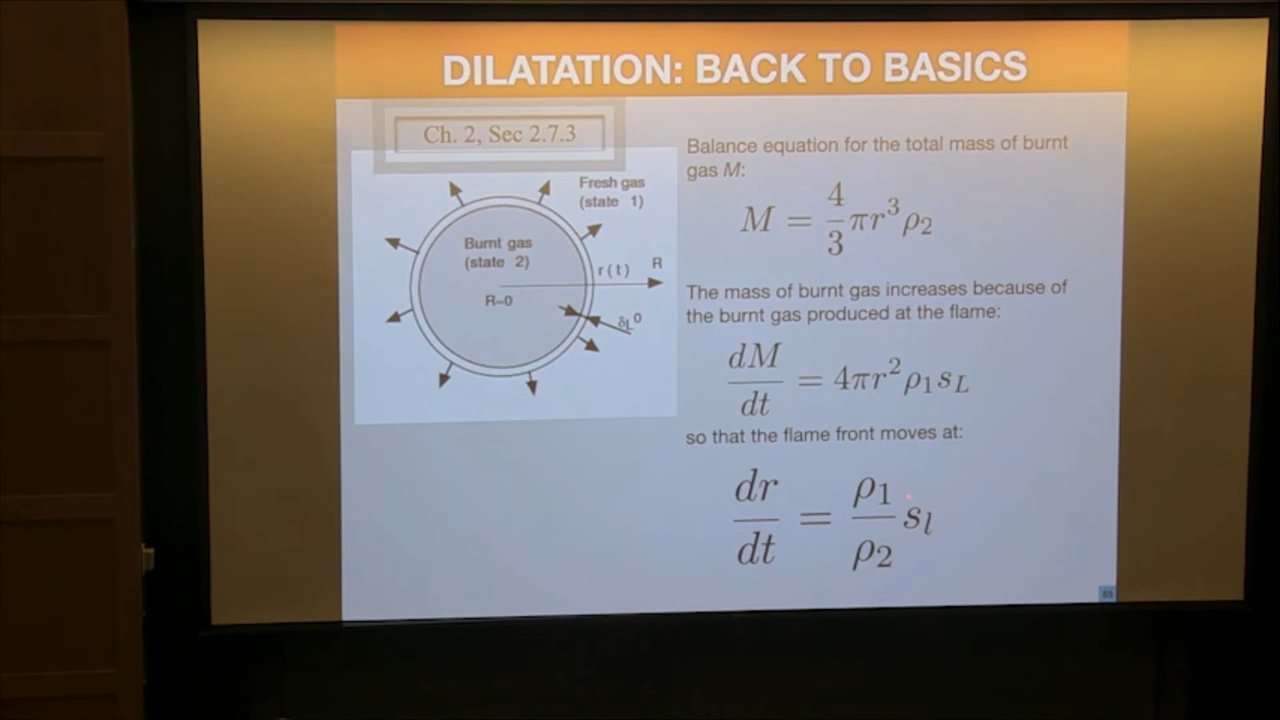 DILATATION: BACK TO BASICS
Ch. 2, Sec 2.7.3
Fresh gas
(state 1)
Burnt gas
(state 2)
r(t) R
R=0
δL⁰
Balance equation for the total mass of burnt
gas M:
M = 4/3 πr³ρ₂
The mass of burnt gas increases because of
the burnt gas produced at the flame:
dM/dt = 4πr²ρ₁s_L
so that the flame front moves at:
dr/dt = ρ₁/ρ₂ s_l